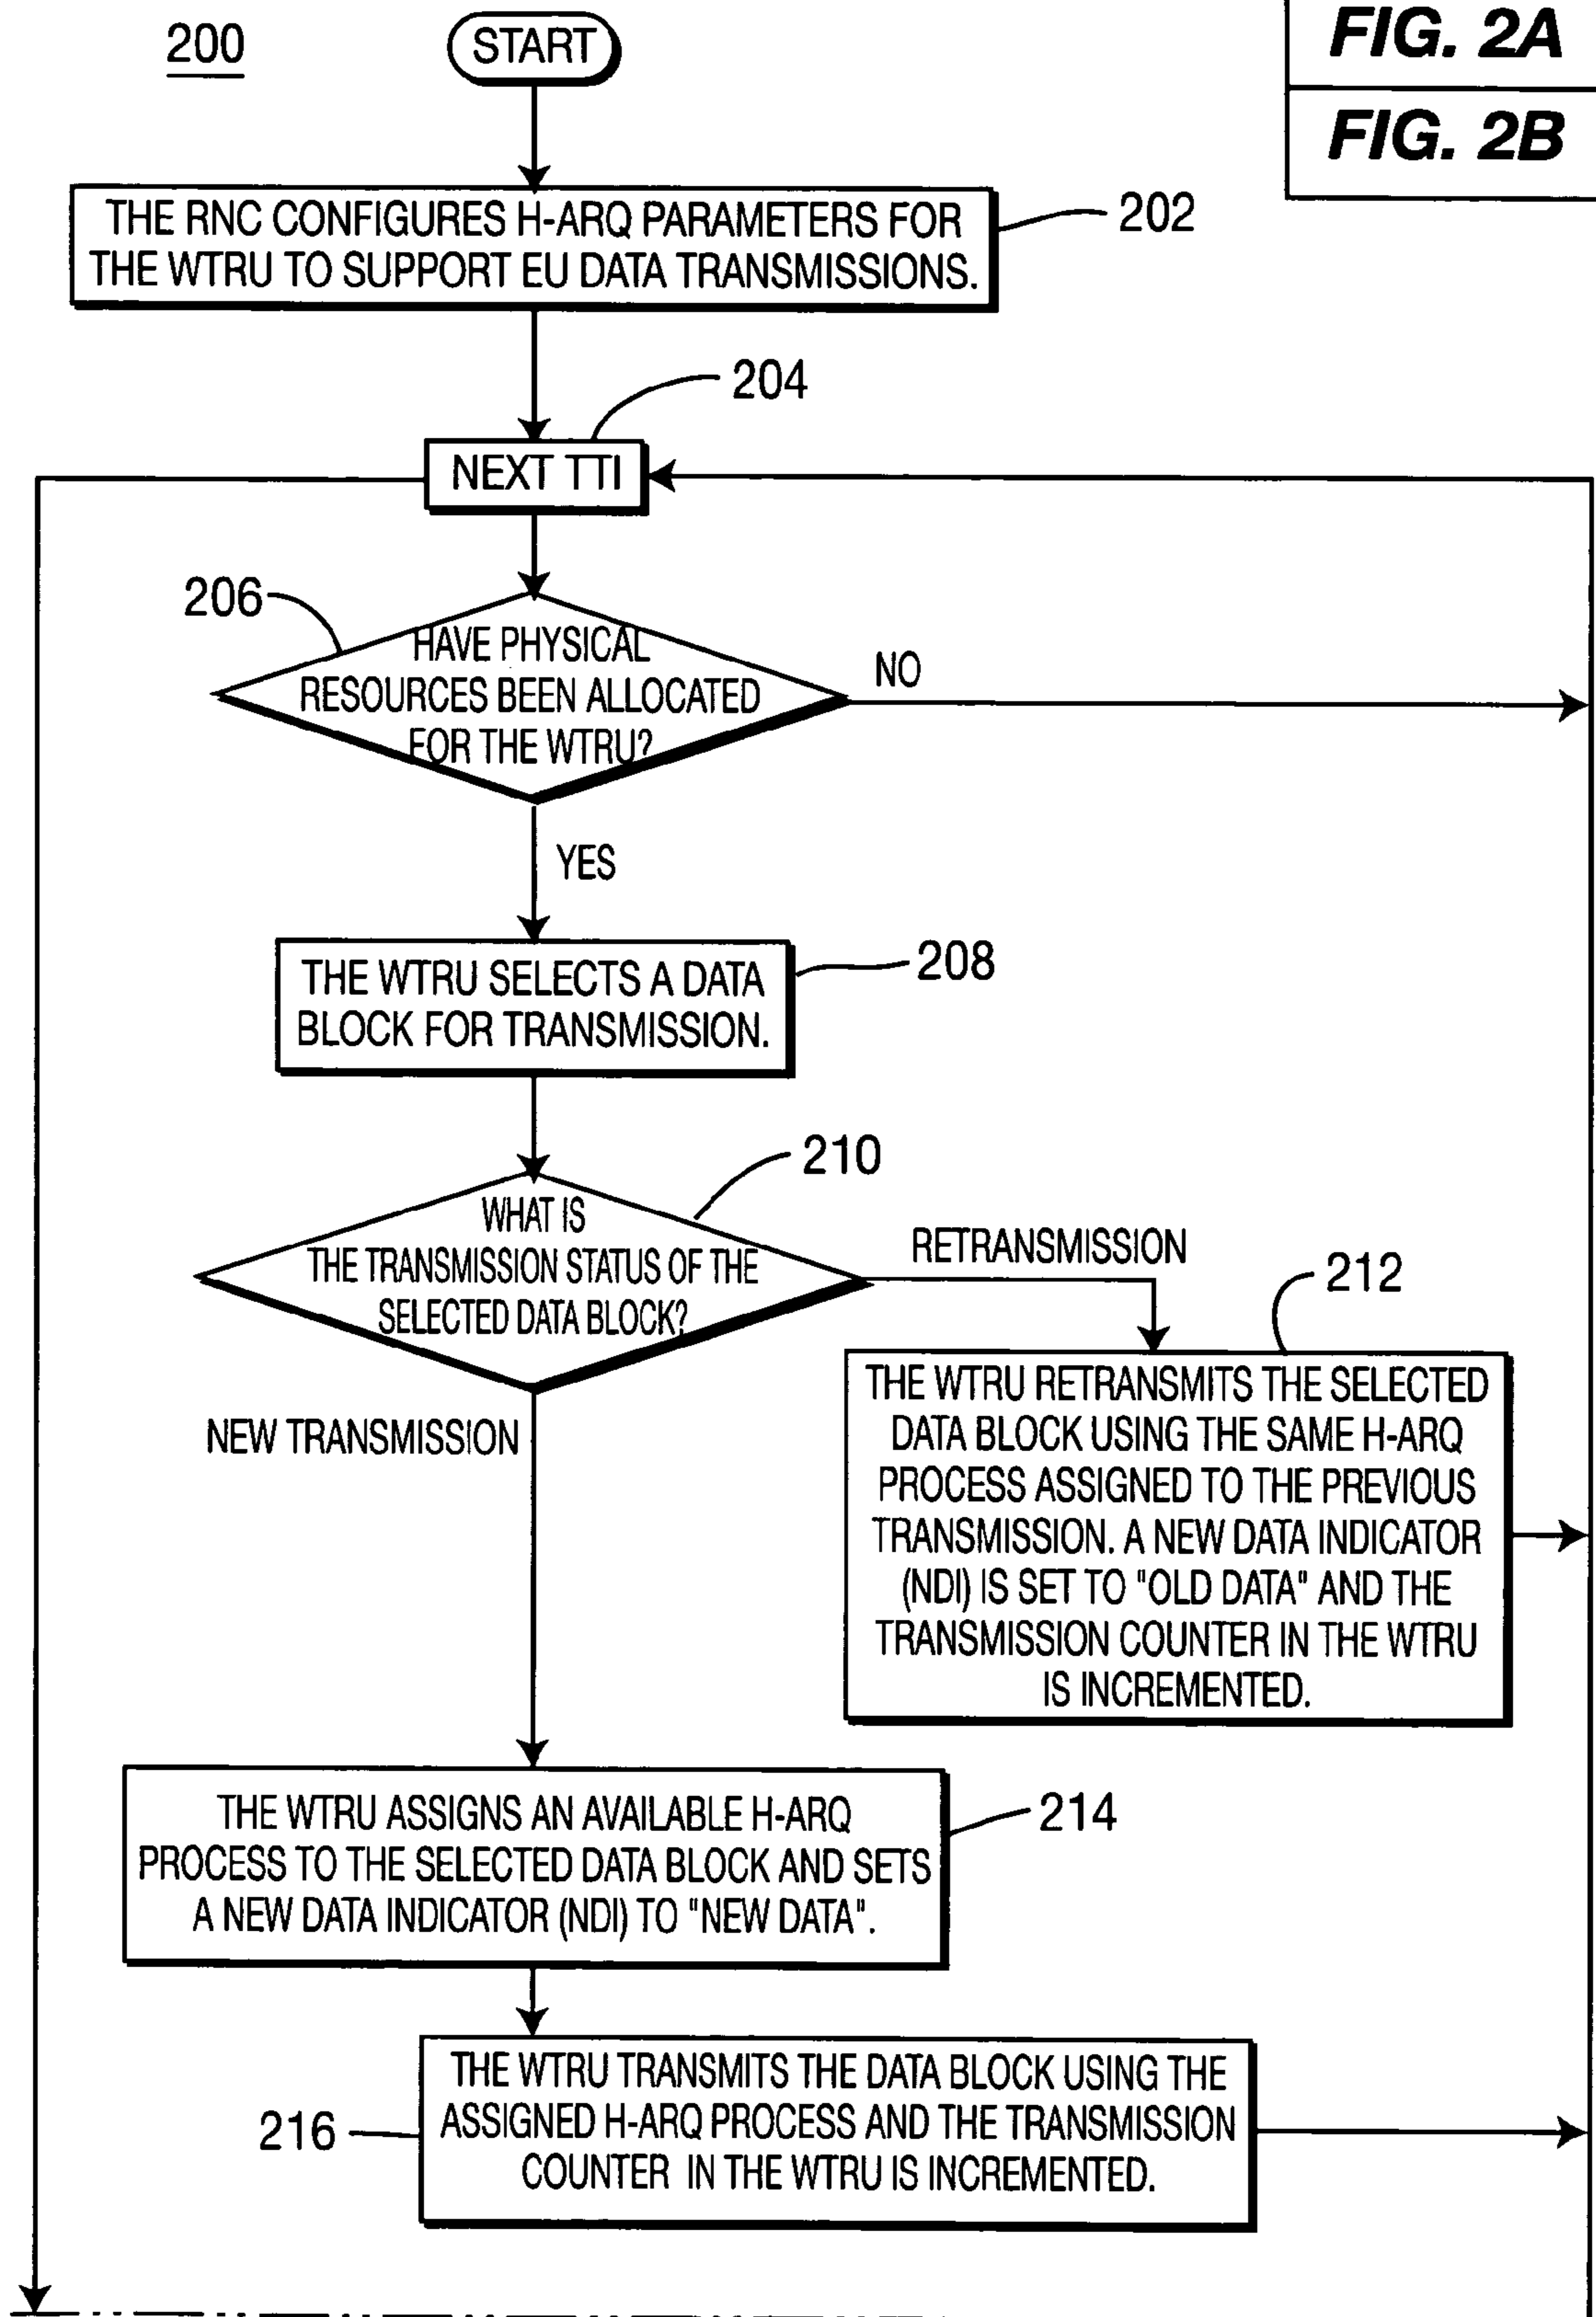 200
START
FIG. 2A
FIG. 2B
THE RNC CONFIGURES H-ARQ PARAMETERS FOR
THE WTRU TO SUPPORT EU DATA TRANSMISSIONS.
202
204
NEXT TTI
206
HAVE PHYSICAL
RESOURCES BEEN ALLOCATED
FOR THE WTRU?
NO
YES
THE WTRU SELECTS A DATA
BLOCK FOR TRANSMISSION.
208
210
WHAT IS
THE TRANSMISSION STATUS OF THE
SELECTED DATA BLOCK?
RETRANSMISSION
212
THE WTRU RETRANSMITS THE SELECTED
DATA BLOCK USING THE SAME H-ARQ
PROCESS ASSIGNED TO THE PREVIOUS
TRANSMISSION. A NEW DATA INDICATOR
(NDI) IS SET TO "OLD DATA" AND THE
TRANSMISSION COUNTER IN THE WTRU
IS INCREMENTED.
NEW TRANSMISSION
THE WTRU ASSIGNS AN AVAILABLE H-ARQ
PROCESS TO THE SELECTED DATA BLOCK AND SETS
A NEW DATA INDICATOR (NDI) TO "NEW DATA".
214
THE WTRU TRANSMITS THE DATA BLOCK USING THE
ASSIGNED H-ARQ PROCESS AND THE TRANSMISSION
COUNTER IN THE WTRU IS INCREMENTED.
216